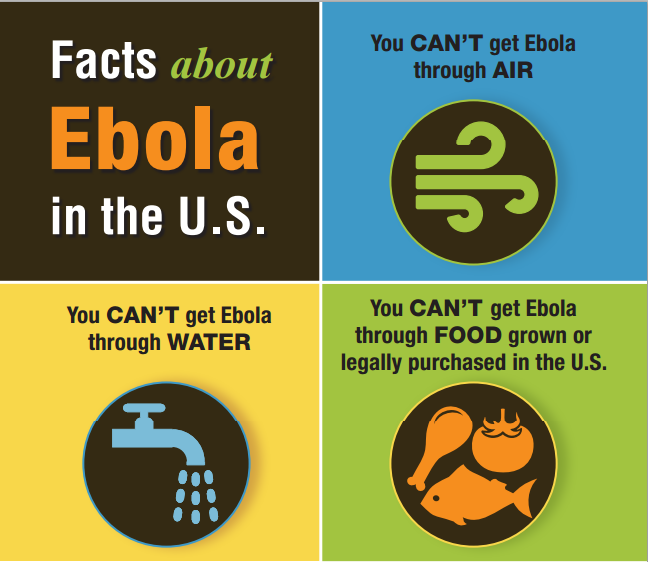 Facts about
Ebola
in the U.S.
You CAN'T get Ebola
through AIR
You CAN'T get Ebola
through WATER
You CAN'T get Ebola
through FOOD grown or
legally purchased in the U.S.